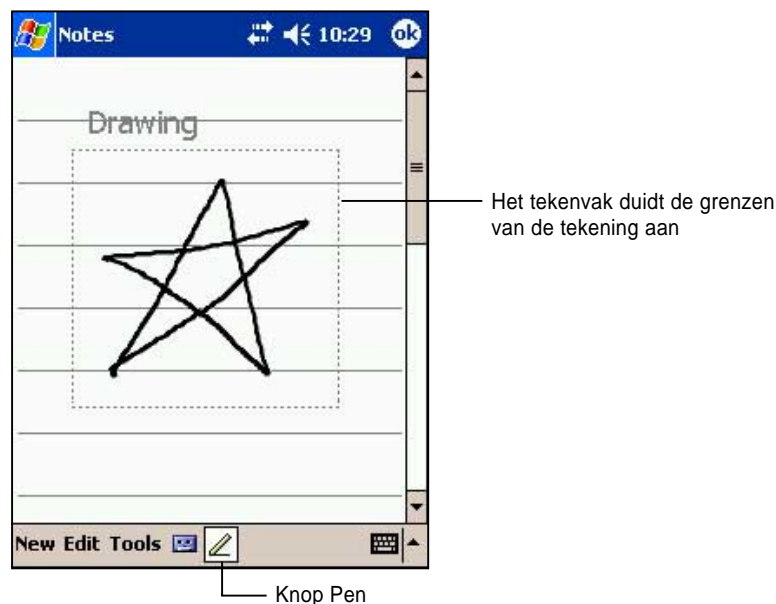 Notes 10:29 ok
Drawing
Het tekenvak duidt de grenzen
van de tekening aan
New Edit Tools
Knop Pen